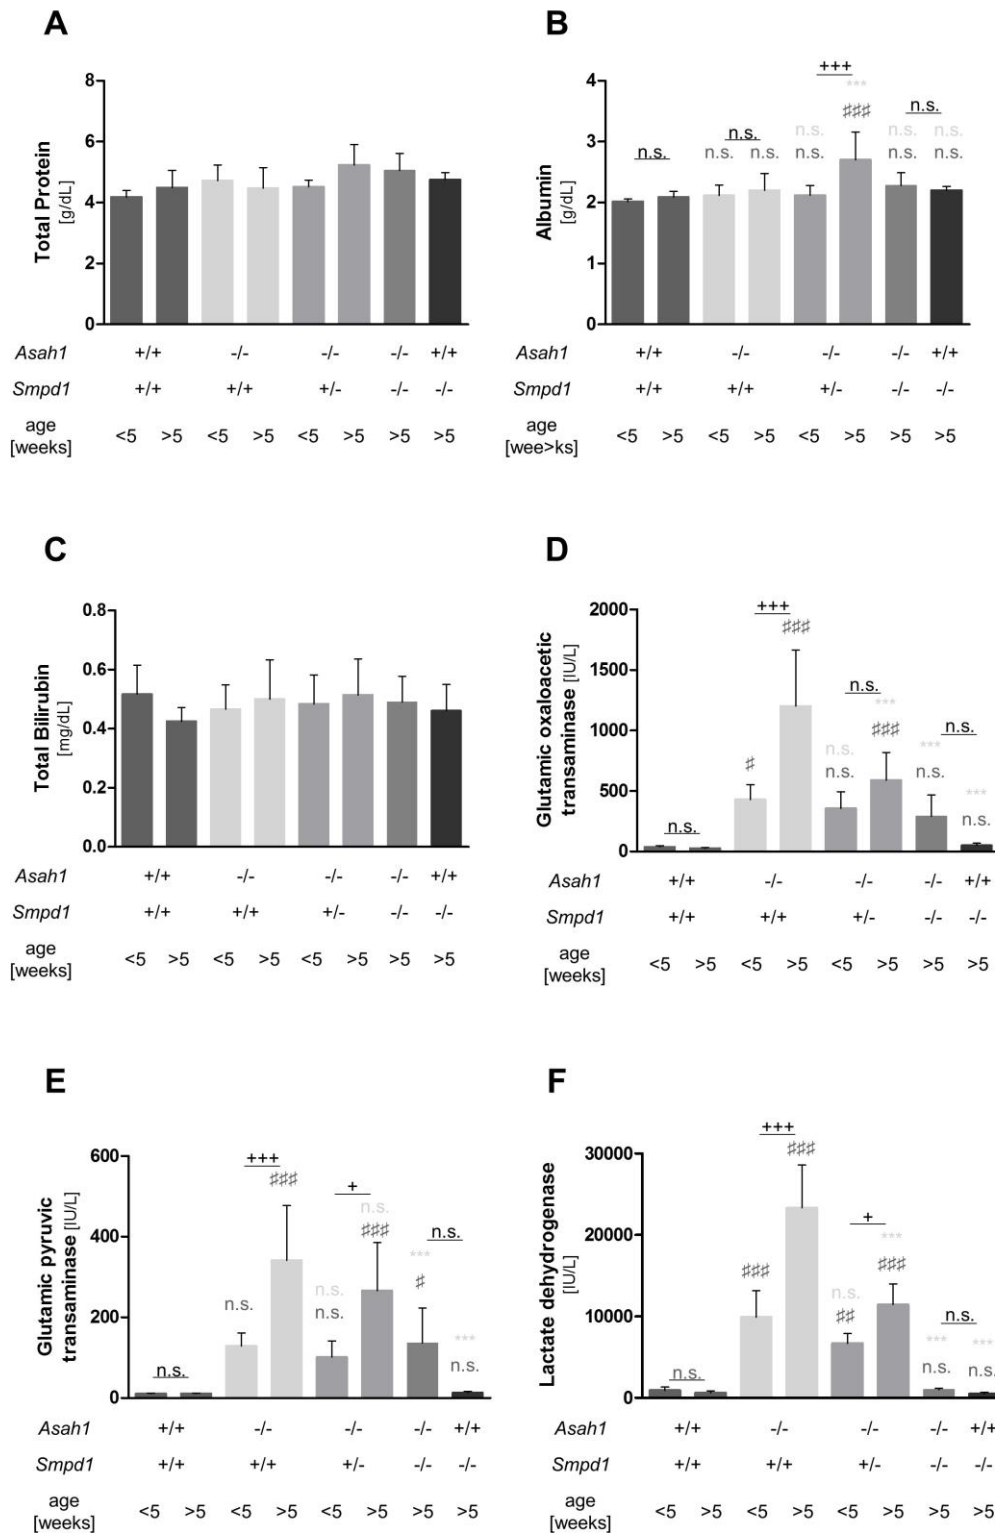 A
Total Protein
[g/dL]
8
6
4
2
0
Asah1 +/+ -/- -/- -/- +/+
Smpd1 +/+ +/+ +/- -/- -/-
age
[weeks]
<5 >5 <5 >5 <5 >5 >5 >5
B
Albumin
[g/dL]
4
3
2
1
0
+++
***
♯♯♯
n.s.
n.s. n.s. n.s. n.s.
n.s. n.s. n.s. n.s. n.s. n.s.
Asah1 +/+ -/- -/- -/- +/+
Smpd1 +/+ +/+ +/- -/- -/-
age
[wee>ks]
<5 >5 <5 >5 <5 >5 >5 >5
C
Total Bilirubin
[mg/dL]
0.8
0.6
0.4
0.2
0.0
Asah1 +/+ -/- -/- -/- +/+
Smpd1 +/+ +/+ +/- -/- -/-
age
[weeks]
<5 >5 <5 >5 <5 >5 >5 >5
D
Glutamic oxaloacetic
transaminase [IU/L]
2000
1500
1000
500
0
+++
♯♯♯
n.s.
***
♯♯♯
n.s.
♯
n.s.
n.s.
***
n.s.
***
n.s.
n.s.
Asah1 +/+ -/- -/- -/- +/+
Smpd1 +/+ +/+ +/- -/- -/-
age
[weeks]
<5 >5 <5 >5 <5 >5 >5 >5
E
Glutamic pyruvic
transaminase [IU/L]
600
400
200
0
+++
♯♯♯
+
n.s.
♯♯♯
n.s.
***
♯
n.s.
n.s.
n.s.
***
n.s.
n.s.
Asah1 +/+ -/- -/- -/- +/+
Smpd1 +/+ +/+ +/- -/- -/-
age
[weeks]
<5 >5 <5 >5 <5 >5 >5 >5
F
Lactate dehydrogenase
[IU/L]
30000
20000
10000
0
+++
♯♯♯
+
***
♯♯♯
♯♯♯
n.s.
♯♯
n.s.
*** ***
n.s. n.s.
n.s.
Asah1 +/+ -/- -/- -/- +/+
Smpd1 +/+ +/+ +/- -/- -/-
age
[weeks]
<5 >5 <5 >5 <5 >5 >5 >5